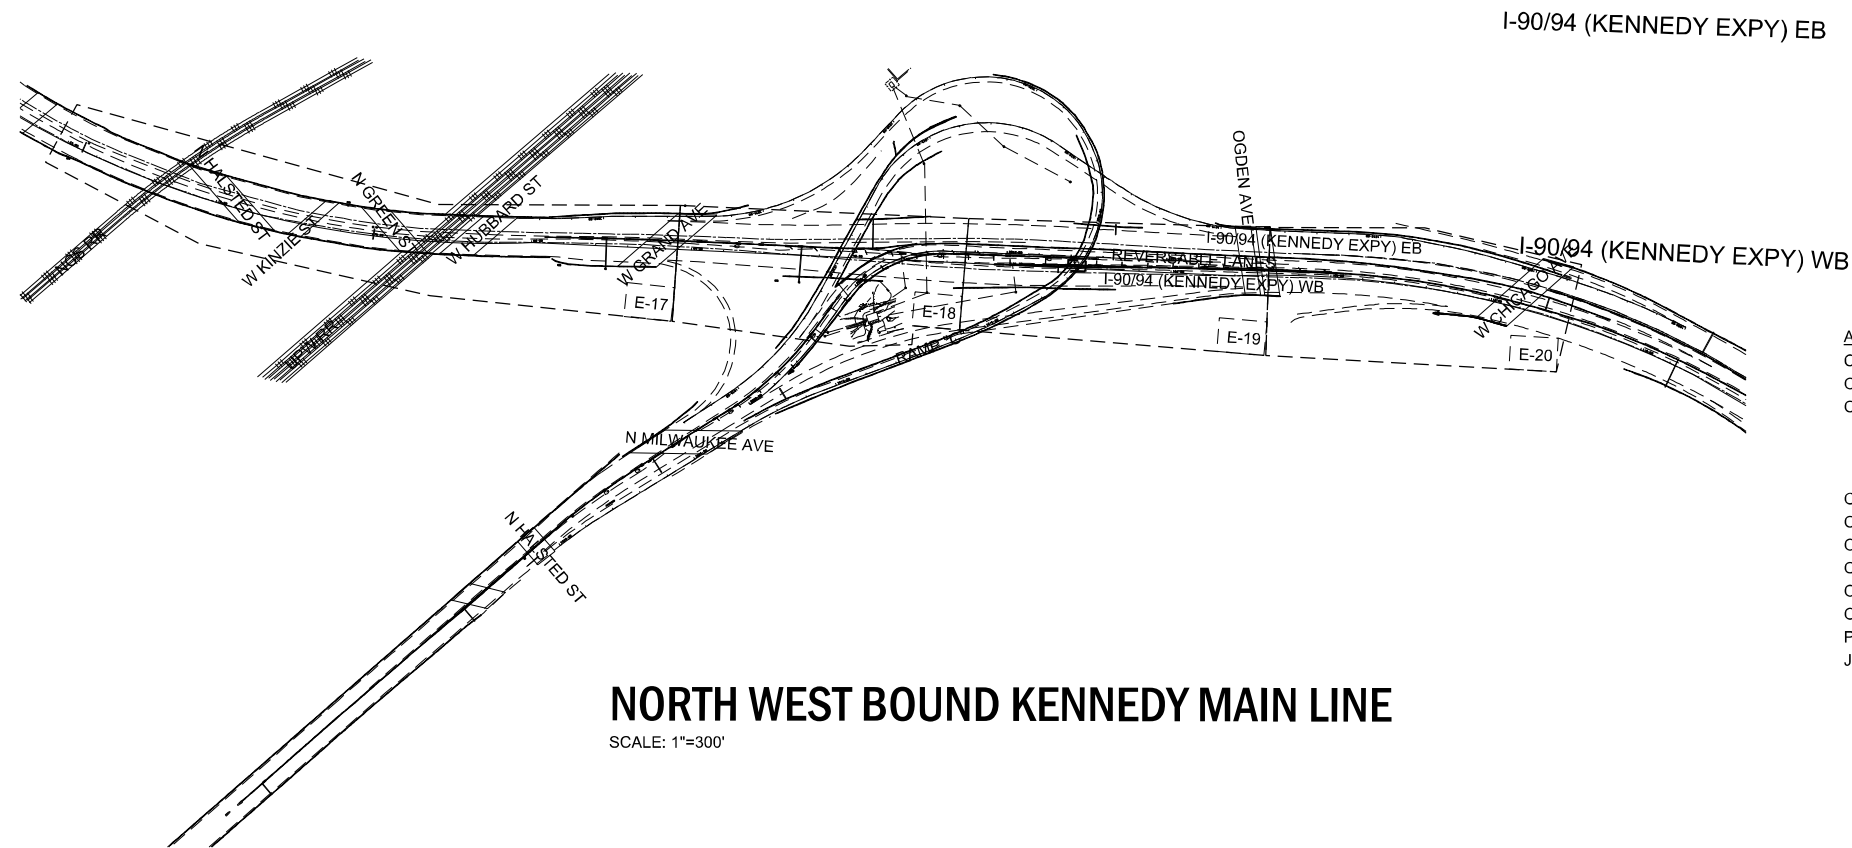 I-90/94 (KENNEDY EXPY) EB
OGDEN AVE
N HALSTED ST
N GREEN ST
W KINZIE ST
W HUBBARD ST
W GRAND AVE
I-90/94 (KENNEDY EXPY) EB
I-90/94 (KENNEDY EXPY) WB
REVERSABLE LANES
I-90/94 (KENNEDY EXPY) WB
E-17
E-18
E-19
E-20
RAMP
N MILWAUKEE AVE
N HALSTED ST
NORTH WEST BOUND KENNEDY MAIN LINE
SCALE: 1"=300'